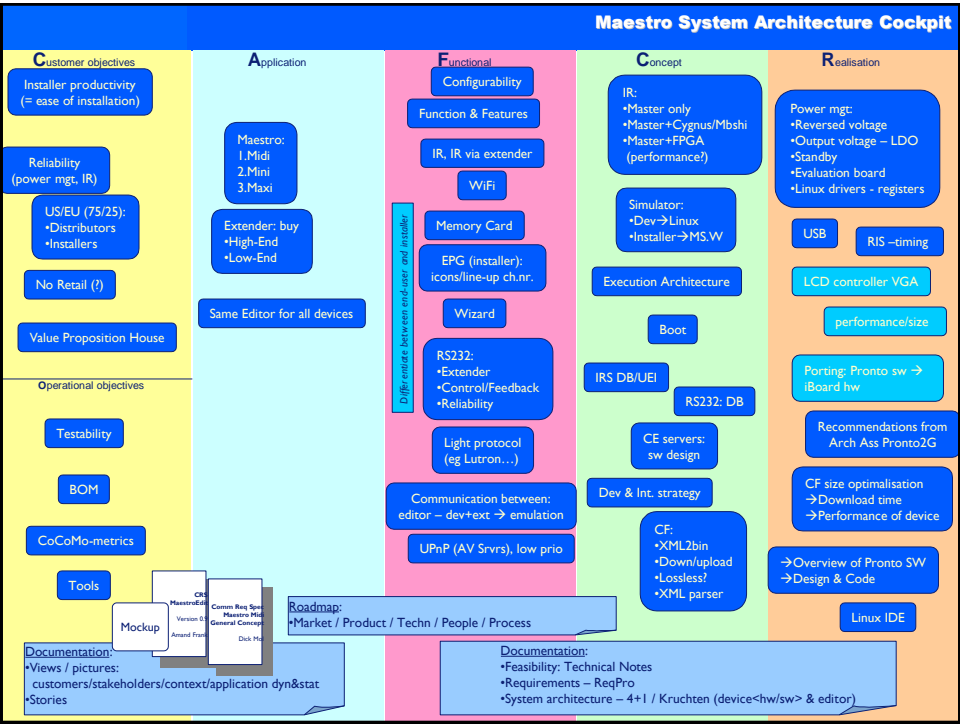 Maestro System Architecture Cockpit
Customer objectives
Installer productivity
(= ease of installation)
Reliability
(power mgt, IR)
US/EU (75/25):
•Distributors
•Installers
No Retail (?)
Value Proposition House
Operational objectives
Testability
BOM
CoCoMo-metrics
Tools
Application
Maestro:
1.Midi
2.Mini
3.Maxi
Extender: buy
•High-End
•Low-End
Same Editor for all devices
Functional
Configurability
Function & Features
IR, IR via extender
WiFi
Differentiate between end-user and installer
Memory Card
EPG (installer):
icons/line-up ch.nr.
Wizard
RS232:
•Extender
•Control/Feedback
•Reliability
Light protocol
(eg Lutron…)
Communication between:
editor – dev+ext → emulation
UPnP (AV Srvrs), low prio
Concept
IR:
•Master only
•Master+Cygnus/Mbshi
•Master+FPGA
(performance?)
Simulator:
•Dev→Linux
•Installer→MS.W
Execution Architecture
Boot
IRS DB/UEI
RS232: DB
CE servers:
sw design
Dev & Int. strategy
CF:
•XML2bin
•Down/upload
•Lossless?
•XML parser
Realisation
Power mgt:
•Reversed voltage
•Output voltage – LDO
•Standby
•Evaluation board
•Linux drivers - registers
USB
RIS –timing
LCD controller VGA
performance/size
Porting: Pronto sw →
iBoard hw
Recommendations from
Arch Ass Pronto2G
CF size optimalisation
→Download time
→Performance of device
→Overview of Pronto SW
→Design & Code
Linux IDE
Mockup
CRS
MaestroEdi
Version 0.9
Amand Frank
Comm Req Spec
Maestro Midi
General Concept
Dick Mol
Roadmap:
•Market / Product / Techn / People / Process
Documentation:
•Views / pictures:
customers/stakeholders/context/application dyn&stat
•Stories
Documentation:
•Feasibility: Technical Notes
•Requirements – ReqPro
•System architecture – 4+1 / Kruchten (device<hw/sw> & editor)